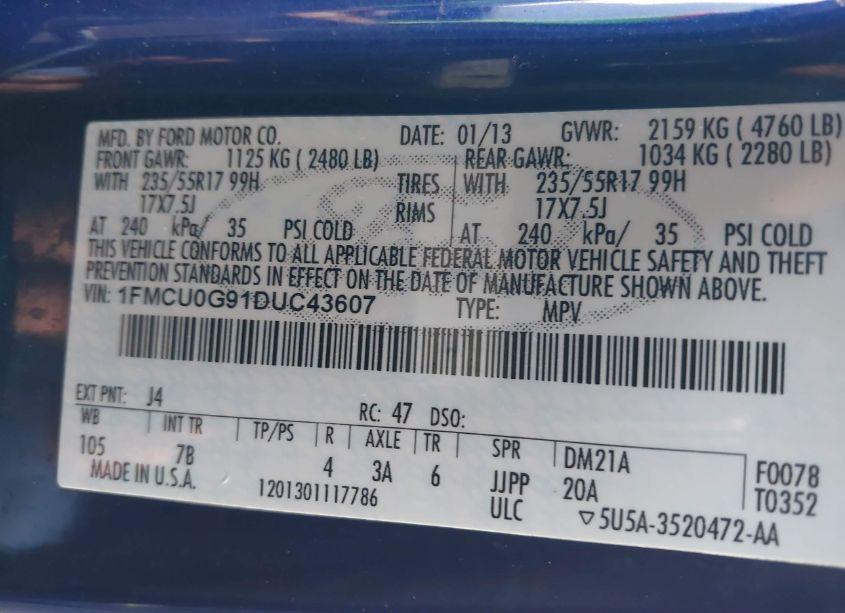 MFD. BY FORD MOTOR CO. DATE: 01/13 GVWR: 2159 KG ( 4760 LB)
FRONT GAWR: 1125 KG ( 2480 LB) REAR GAWR: 1034 KG ( 2280 LB)
WITH 235/55R17 99H TIRES WITH 235/55R17 99H
17X7.5J RIMS 17X7.5J
AT 240 kPa/ 35 PSI COLD AT 240 kPa/ 35 PSI COLD
THIS VEHICLE CONFORMS TO ALL APPLICABLE FEDERAL MOTOR VEHICLE SAFETY AND THEFT
PREVENTION STANDARDS IN EFFECT ON THE DATE OF MANUFACTURE SHOWN ABOVE.
VIN: 1FMCU0G91DUC43607 TYPE: MPV
EXT PNT: J4 RC: 47 DSO:
WB INT TR TP/PS R AXLE TR SPR DM21A F0078
105 7B 4 3A 6 JJPP 20A T0352
MADE IN U.S.A. 1201301117786 ULC ▽5U5A-3520472-AA